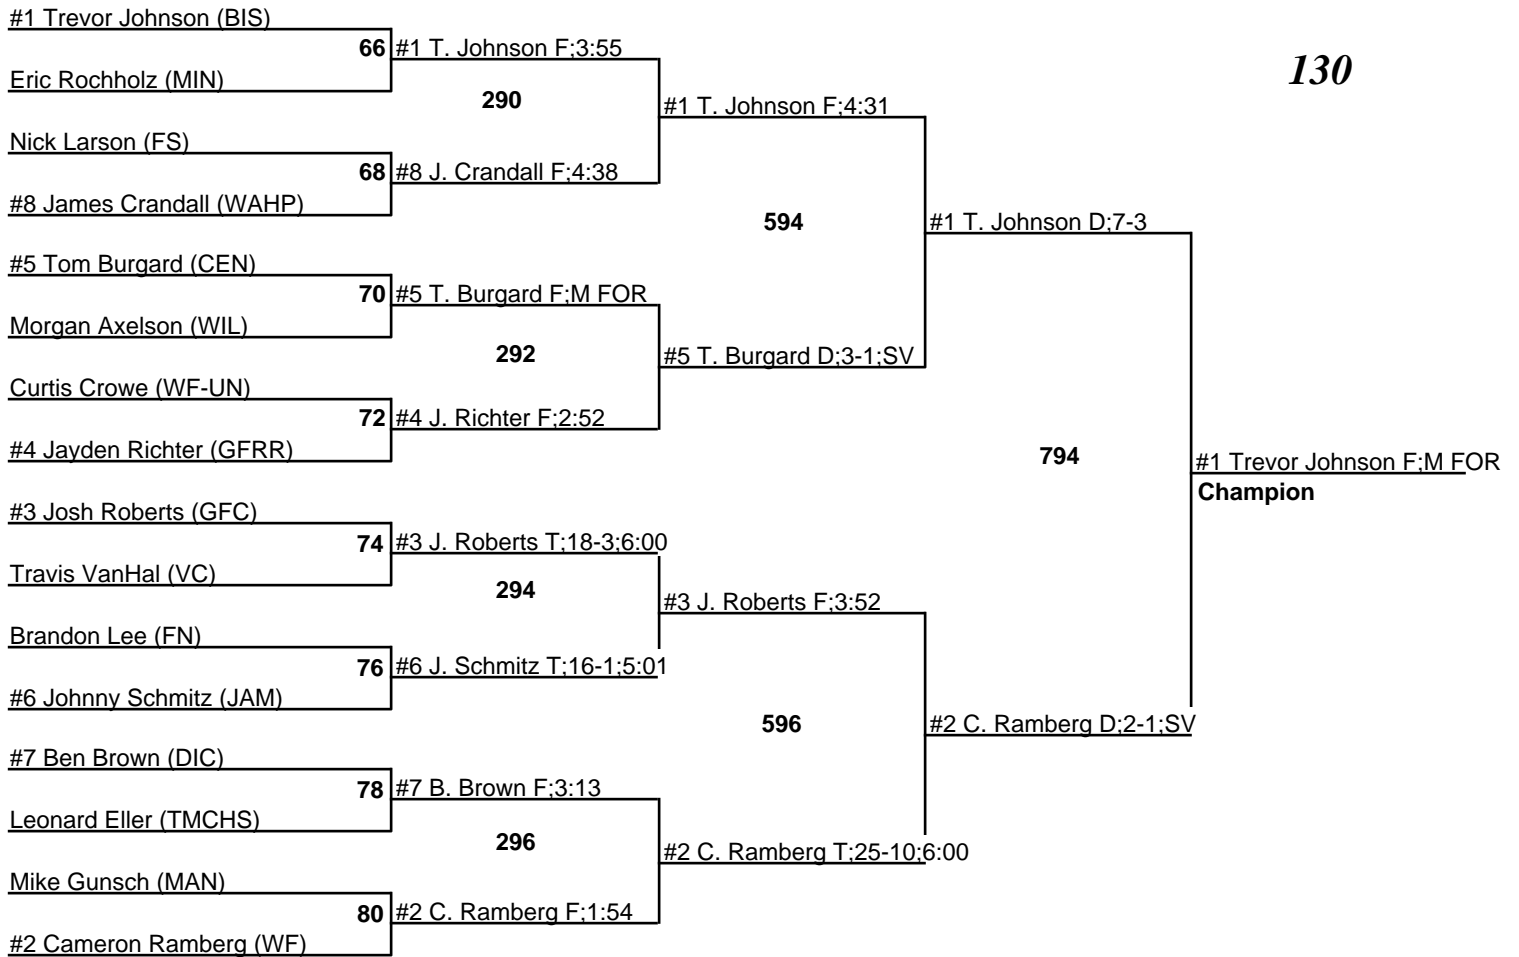 #1 Trevor Johnson (BIS)
66 #1 T. Johnson F;3:55
130
Eric Rochholz (MIN)
290
#1 T. Johnson F;4:31
Nick Larson (FS)
68 #8 J. Crandall F;4:38
#8 James Crandall (WAHP)
594
#1 T. Johnson D;7-3
#5 Tom Burgard (CEN)
70 #5 T. Burgard F;M FOR
Morgan Axelson (WIL)
292
#5 T. Burgard D;3-1;SV
Curtis Crowe (WF-UN)
72 #4 J. Richter F;2:52
#4 Jayden Richter (GFRR)
794
#1 Trevor Johnson F;M FOR
Champion
#3 Josh Roberts (GFC)
74 #3 J. Roberts T;18-3;6:00
Travis VanHal (VC)
294
#3 J. Roberts F;3:52
Brandon Lee (FN)
76 #6 J. Schmitz T;16-1;5:01
#6 Johnny Schmitz (JAM)
596
#2 C. Ramberg D;2-1;SV
#7 Ben Brown (DIC)
78 #7 B. Brown F;3:13
Leonard Eller (TMCHS)
296
#2 C. Ramberg T;25-10;6:00
Mike Gunsch (MAN)
80 #2 C. Ramberg F;1:54
#2 Cameron Ramberg (WF)